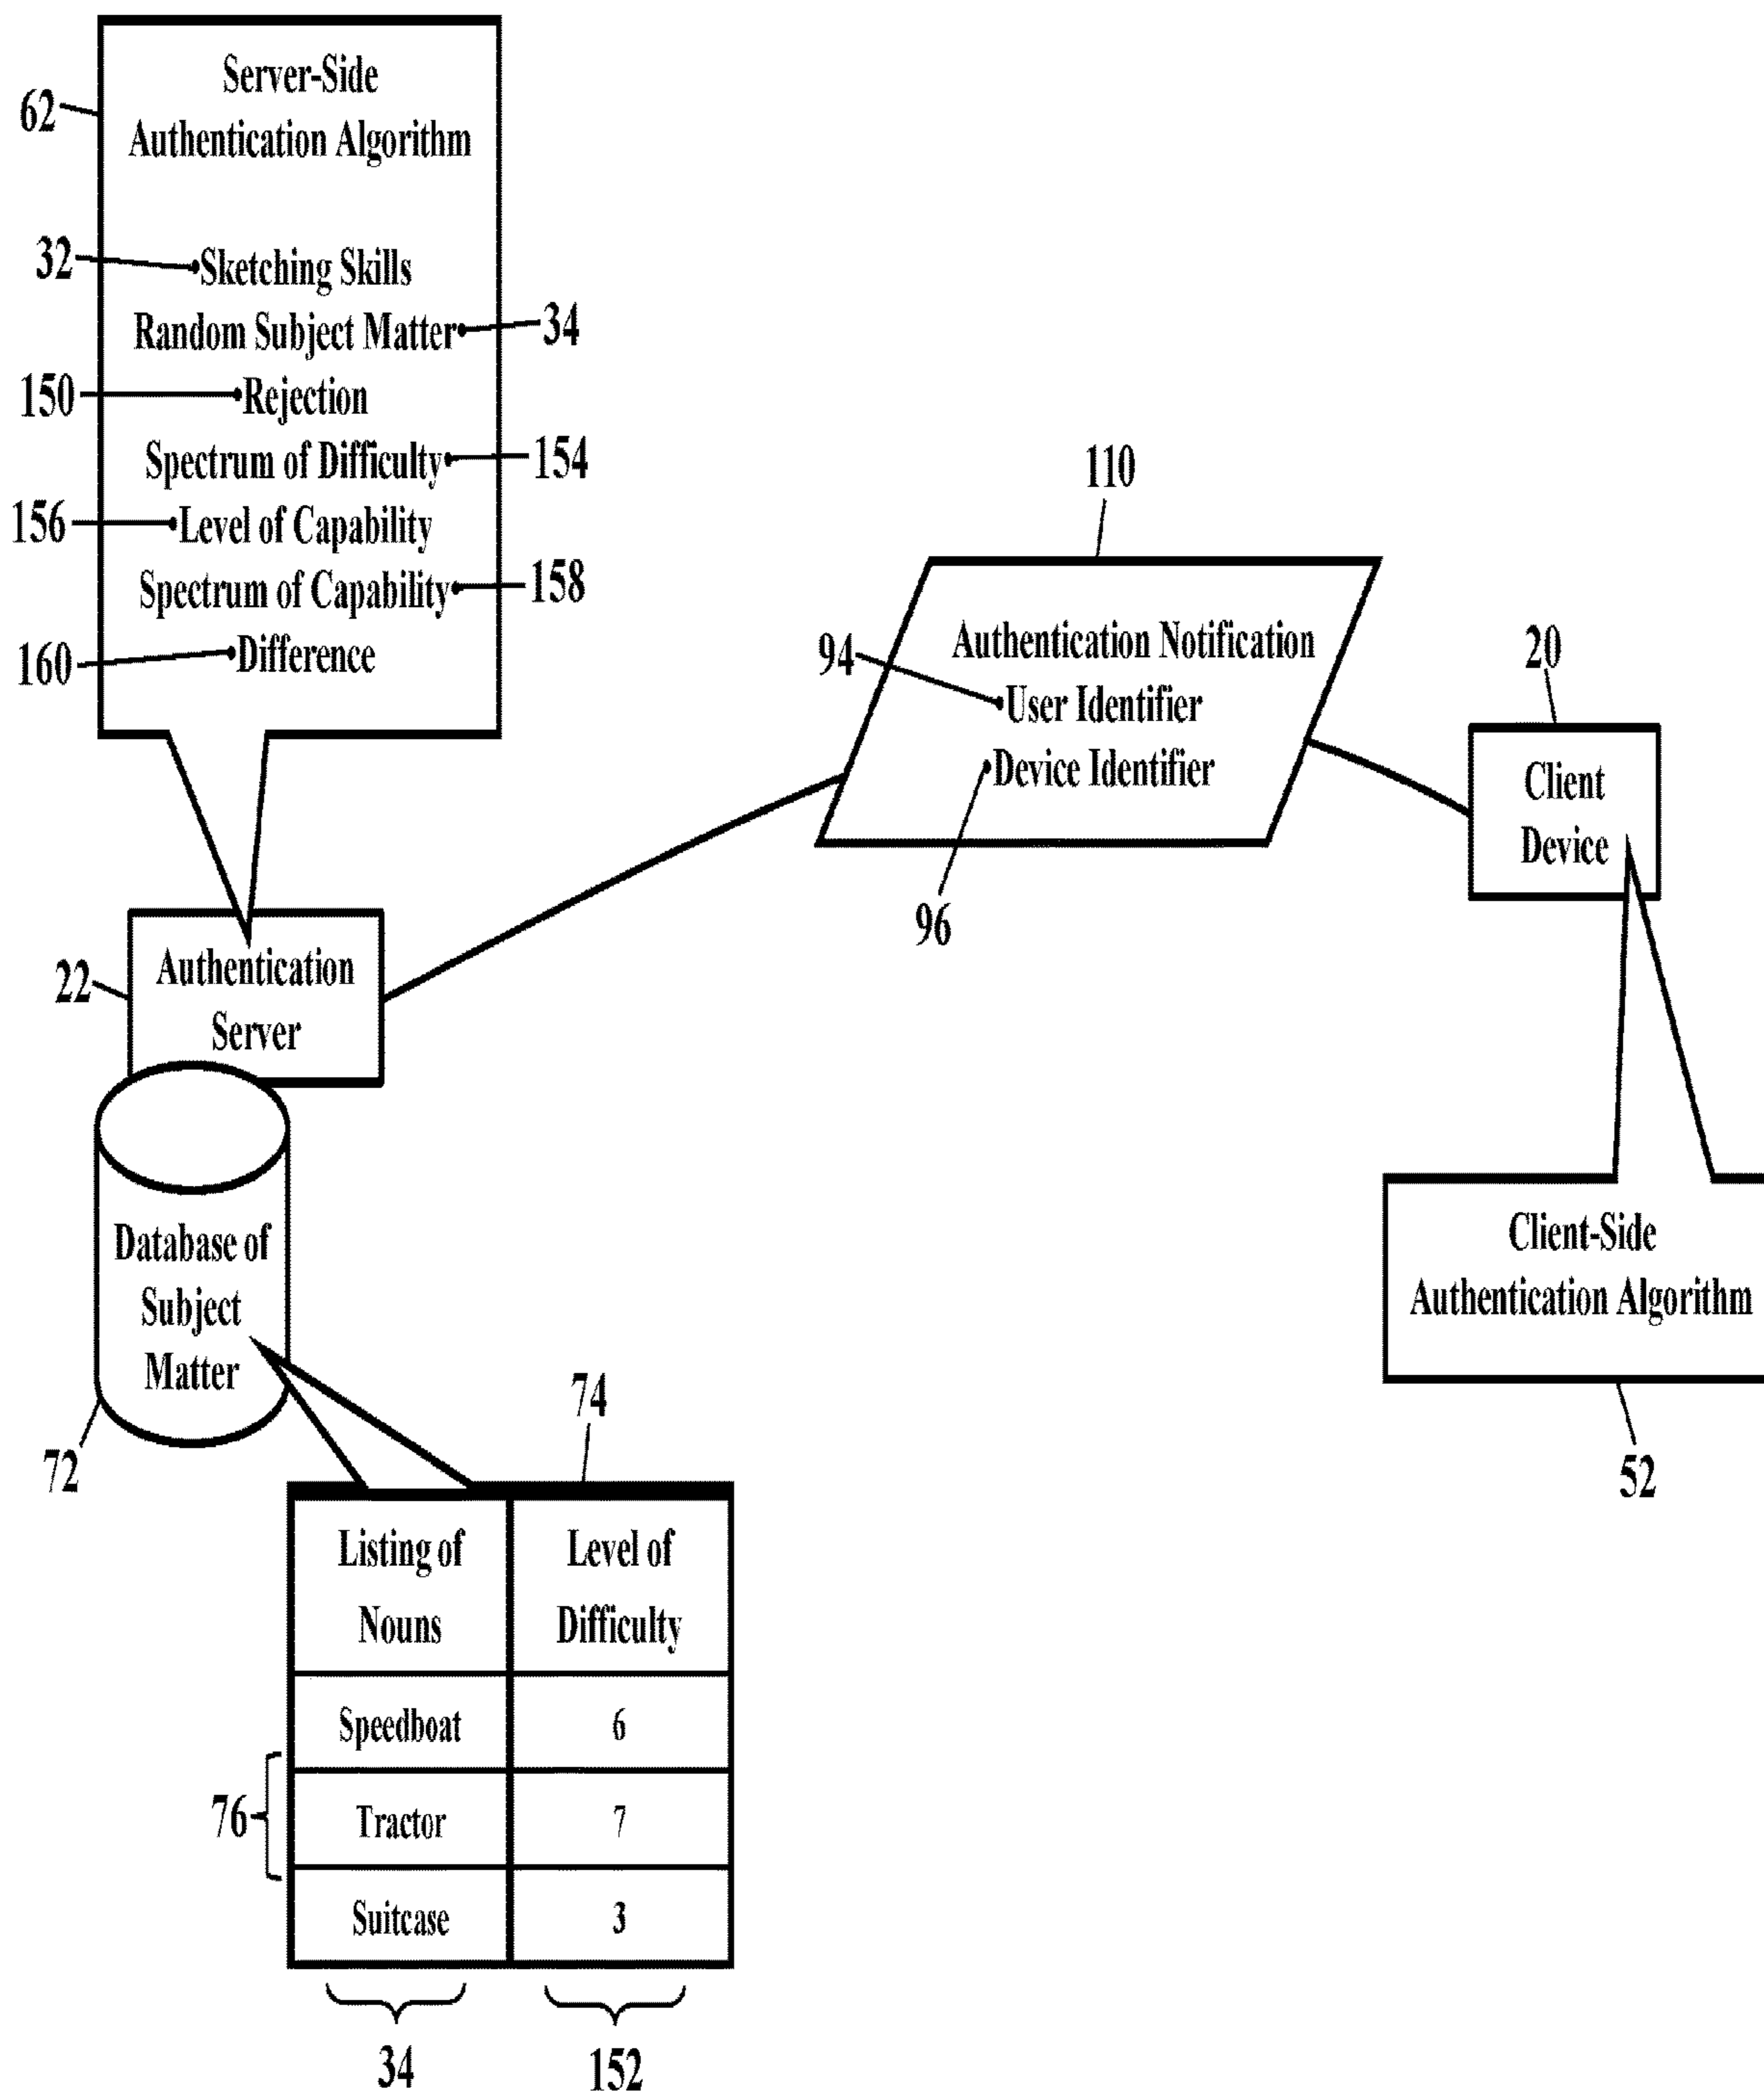 Server-Side
62
Authentication Algorithm
32
Sketching Skills
Random Subject Matter
34
150
Rejection
Spectrum of Difficulty
154
156
Level of Capability
Spectrum of Capability
158
160
Difference
110
94
Authentication Notification
User Identifier
Device Identifier
96
20
Client
Device
22
Authentication
Server
Database of
Subject
Matter
72
Client-Side
Authentication Algorithm
52
74
Listing of
Nouns
Level of
Difficulty
Speedboat
6
76
Tractor
7
Suitcase
3
34
152